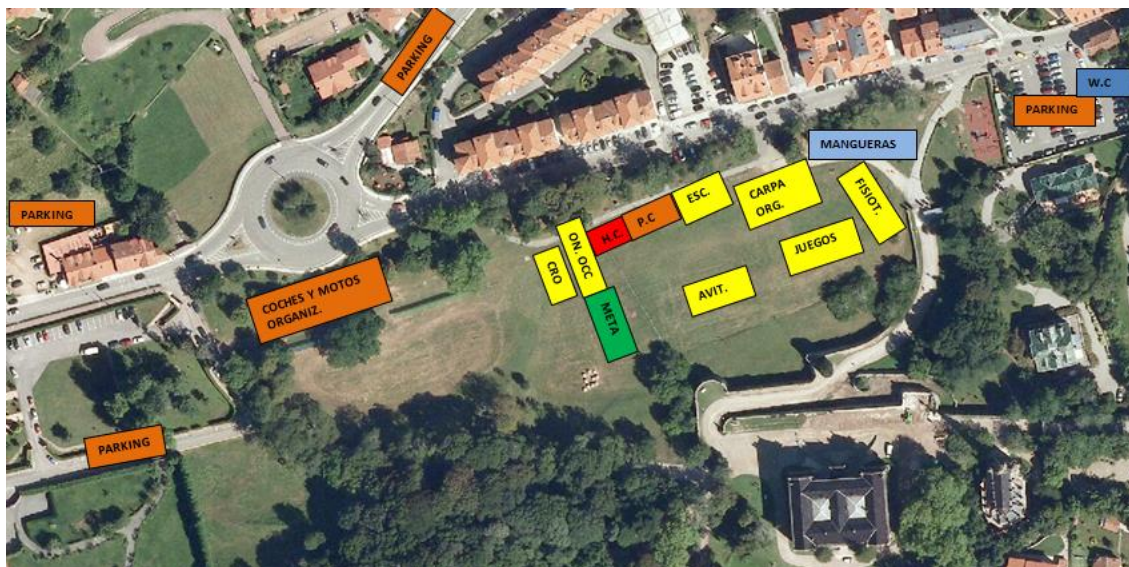 PARKING
W.C
PARKING
MANGUERAS
ESC.
CARPA
ORG.
FISIOT.
PARKING
P.C
H.C.
ON. OCC
JUEGOS
CRO
COCHES Y MOTOS
ORGANIZ.
AVIT.
META
PARKING